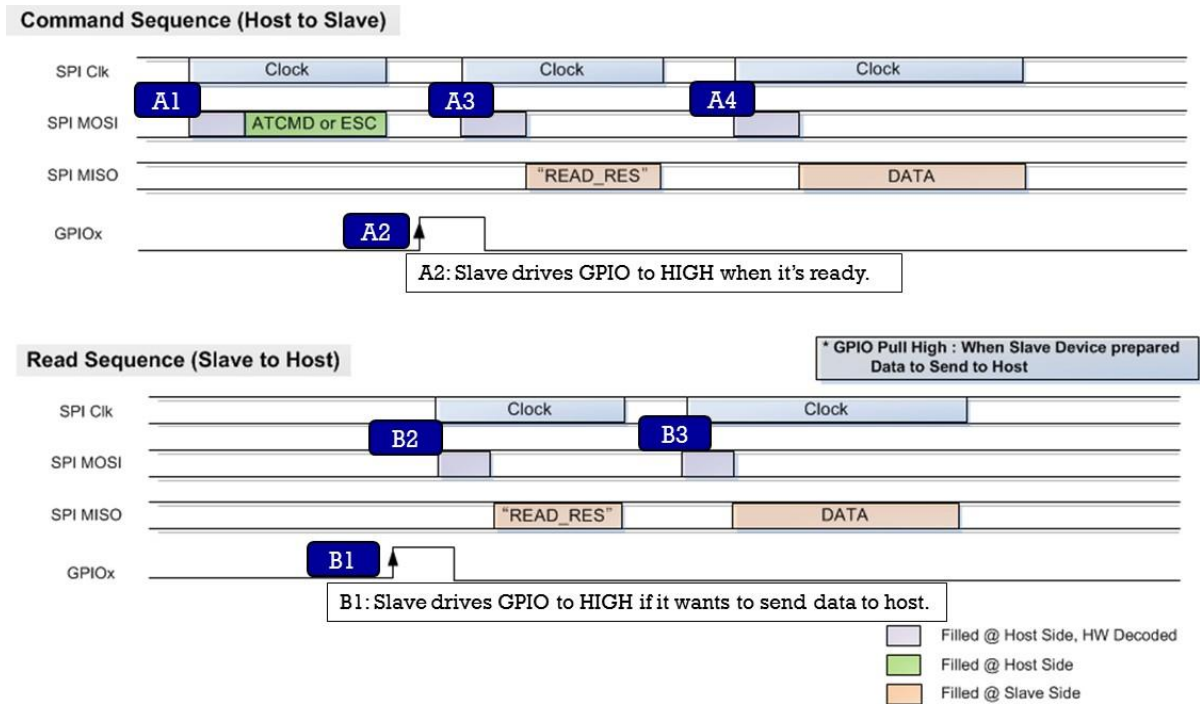 Command Sequence (Host to Slave)
SPI Clk
Clock
Clock
Clock
A1
A3
A4
SPI MOSI
ATCMD or ESC
SPI MISO
“READ_RES”
DATA
GPIOx
A2
A2: Slave drives GPIO to HIGH when it’s ready.
Read Sequence (Slave to Host)
* GPIO Pull High : When Slave Device prepared
Data to Send to Host
SPI Clk
Clock
Clock
B2
B3
SPI MOSI
SPI MISO
“READ_RES”
DATA
GPIOx
B1
B1: Slave drives GPIO to HIGH if it wants to send data to host.
Filled @ Host Side, HW Decoded
Filled @ Host Side
Filled @ Slave Side